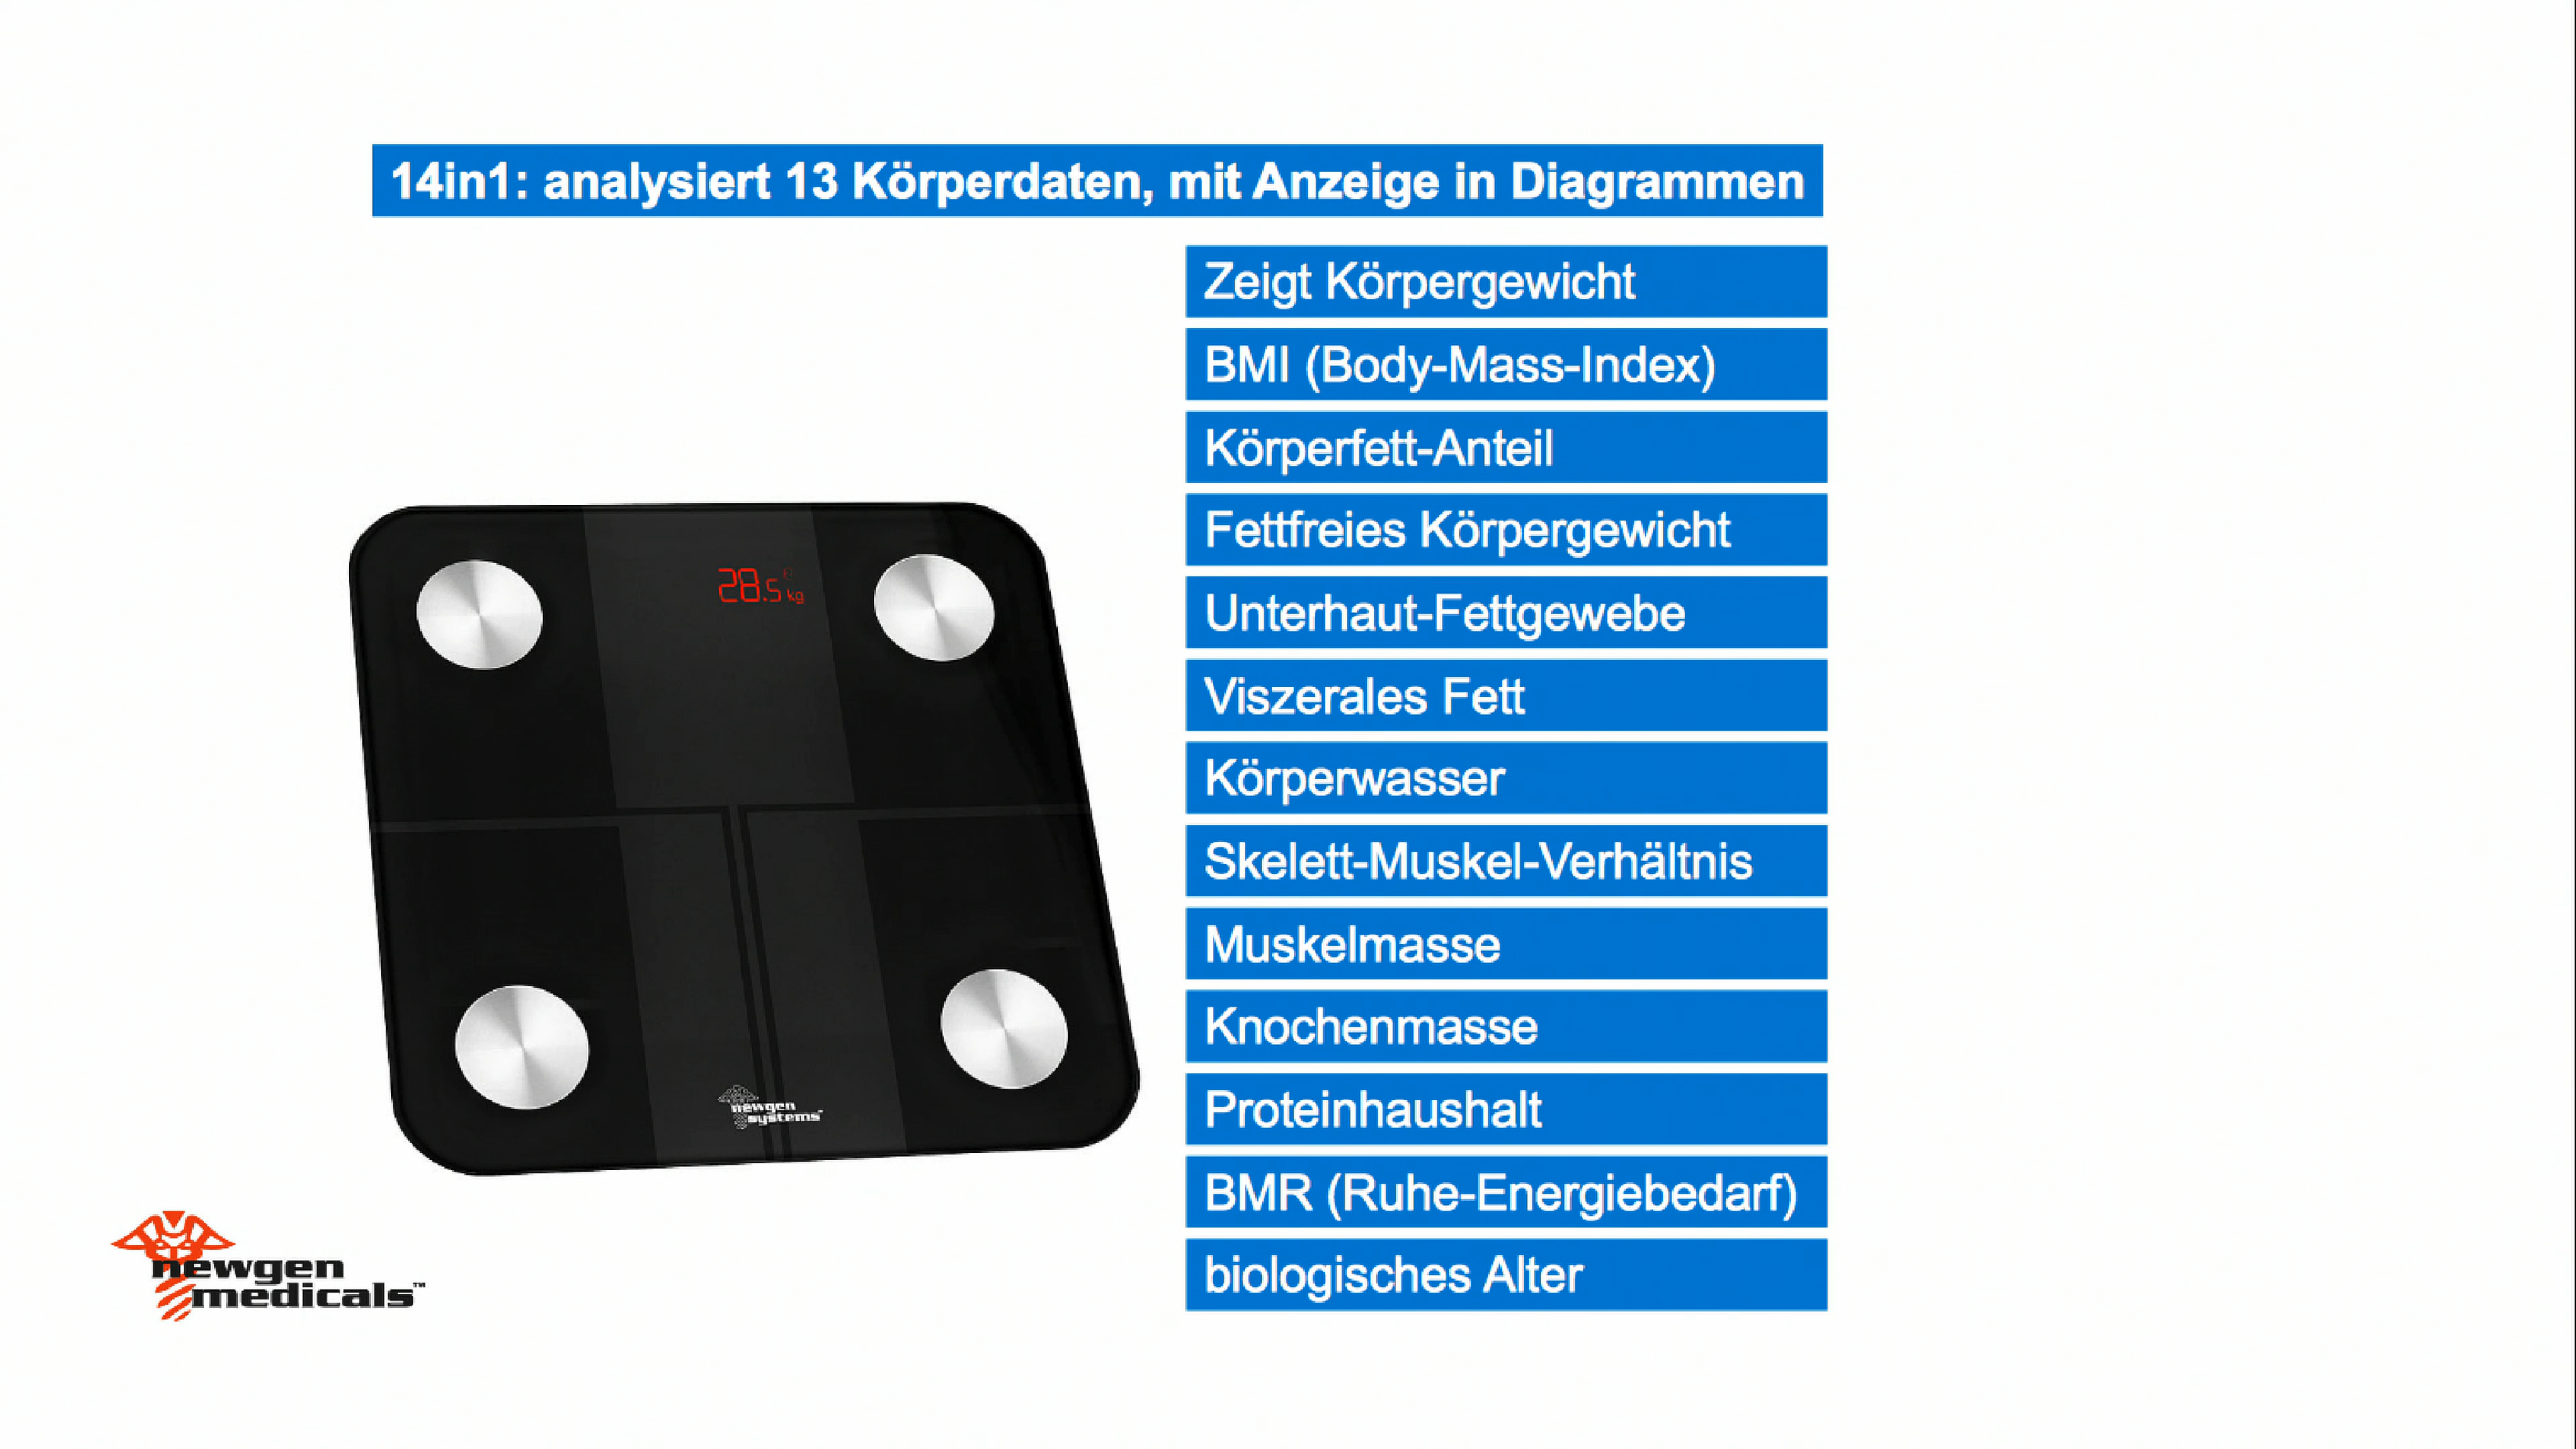 14in1: analysiert 13 Körperdaten, mit Anzeige in Diagrammen
Zeigt Körpergewicht
BMI (Body-Mass-Index)
Körperfett-Anteil
Fettfreies Körpergewicht
Unterhaut-Fettgewebe
Viszerales Fett
Körperwasser
Skelett-Muskel-Verhältnis
Muskelmasse
Knochenmasse
Proteinhaushalt
BMR (Ruhe-Energiebedarf)
biologisches Alter
28.5 kg
newgen
systems™
newgen
medicals™